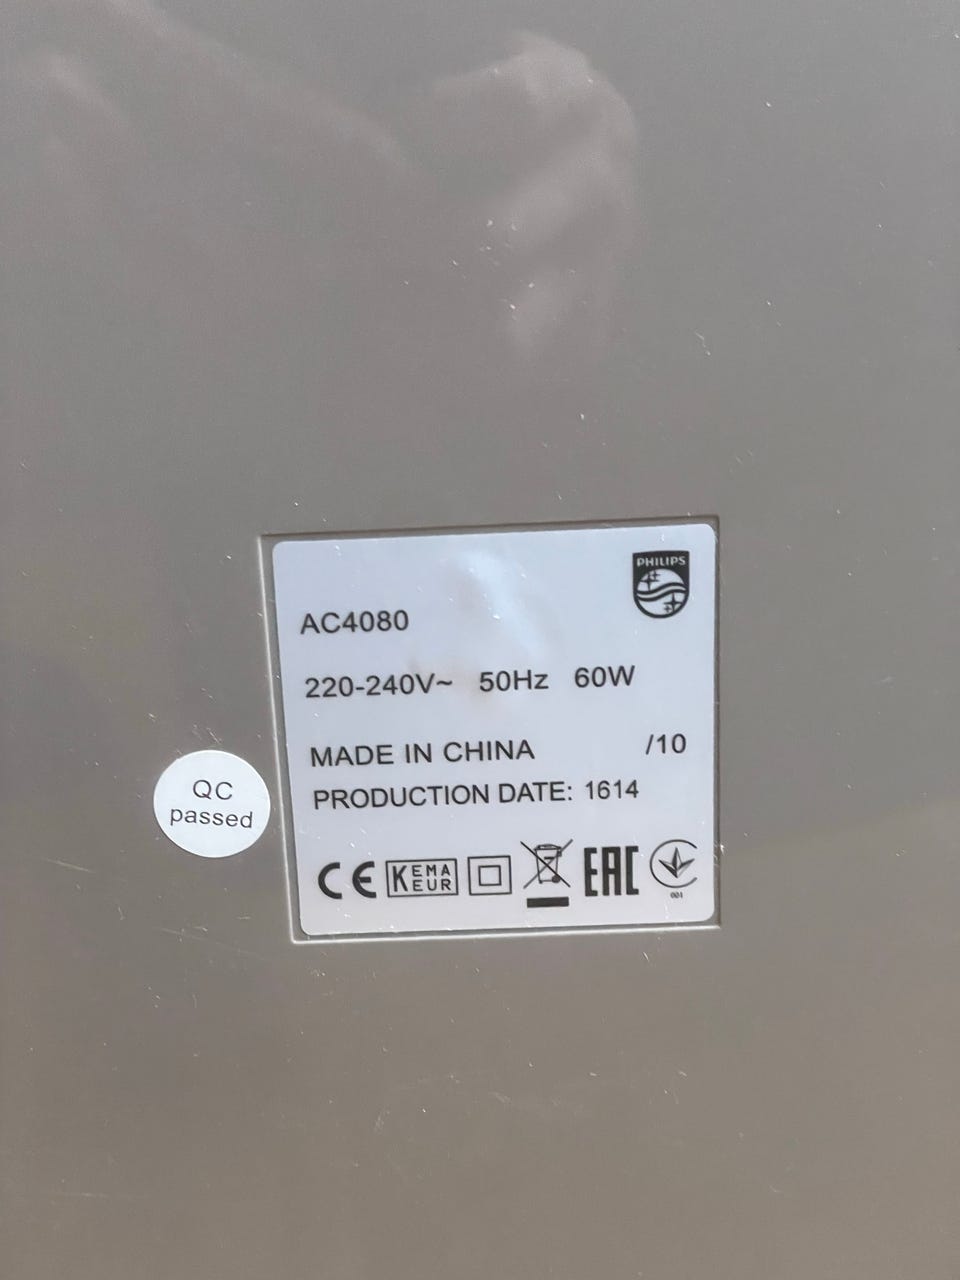 PHILIPS
AC4080
220-240V~ 50Hz 60W
MADE IN CHINA /10
PRODUCTION DATE: 1614
QC
passed
CE KEMA EUR EAC
001